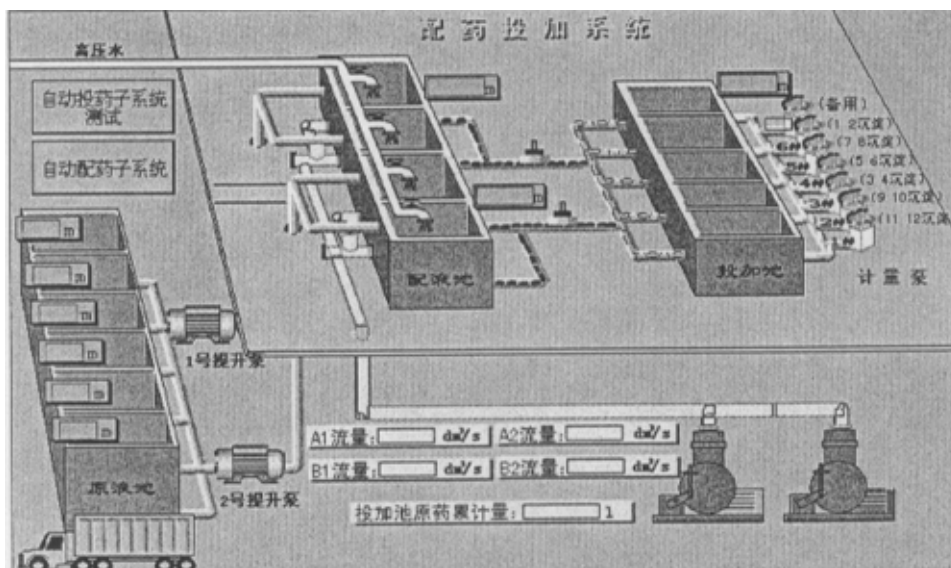 配药投加系统
高压水
自动投药子系统
测试
自动配药子系统
m
m
m
(备用)
(1 2沉淀)
(7 8沉淀)
(5 6沉淀)
(3 4沉淀)
(9 10沉淀)
(11 12沉淀)
6#
5#
4#
3#
2#
1#
计量泵
配液池
投加池
m
m
m
m
m
m
1号提升泵
2号提升泵
原液池
A1流量: dm³/s A2流量: dm³/s
B1流量: dm³/s B2流量: dm³/s
投加池原药累计量: l